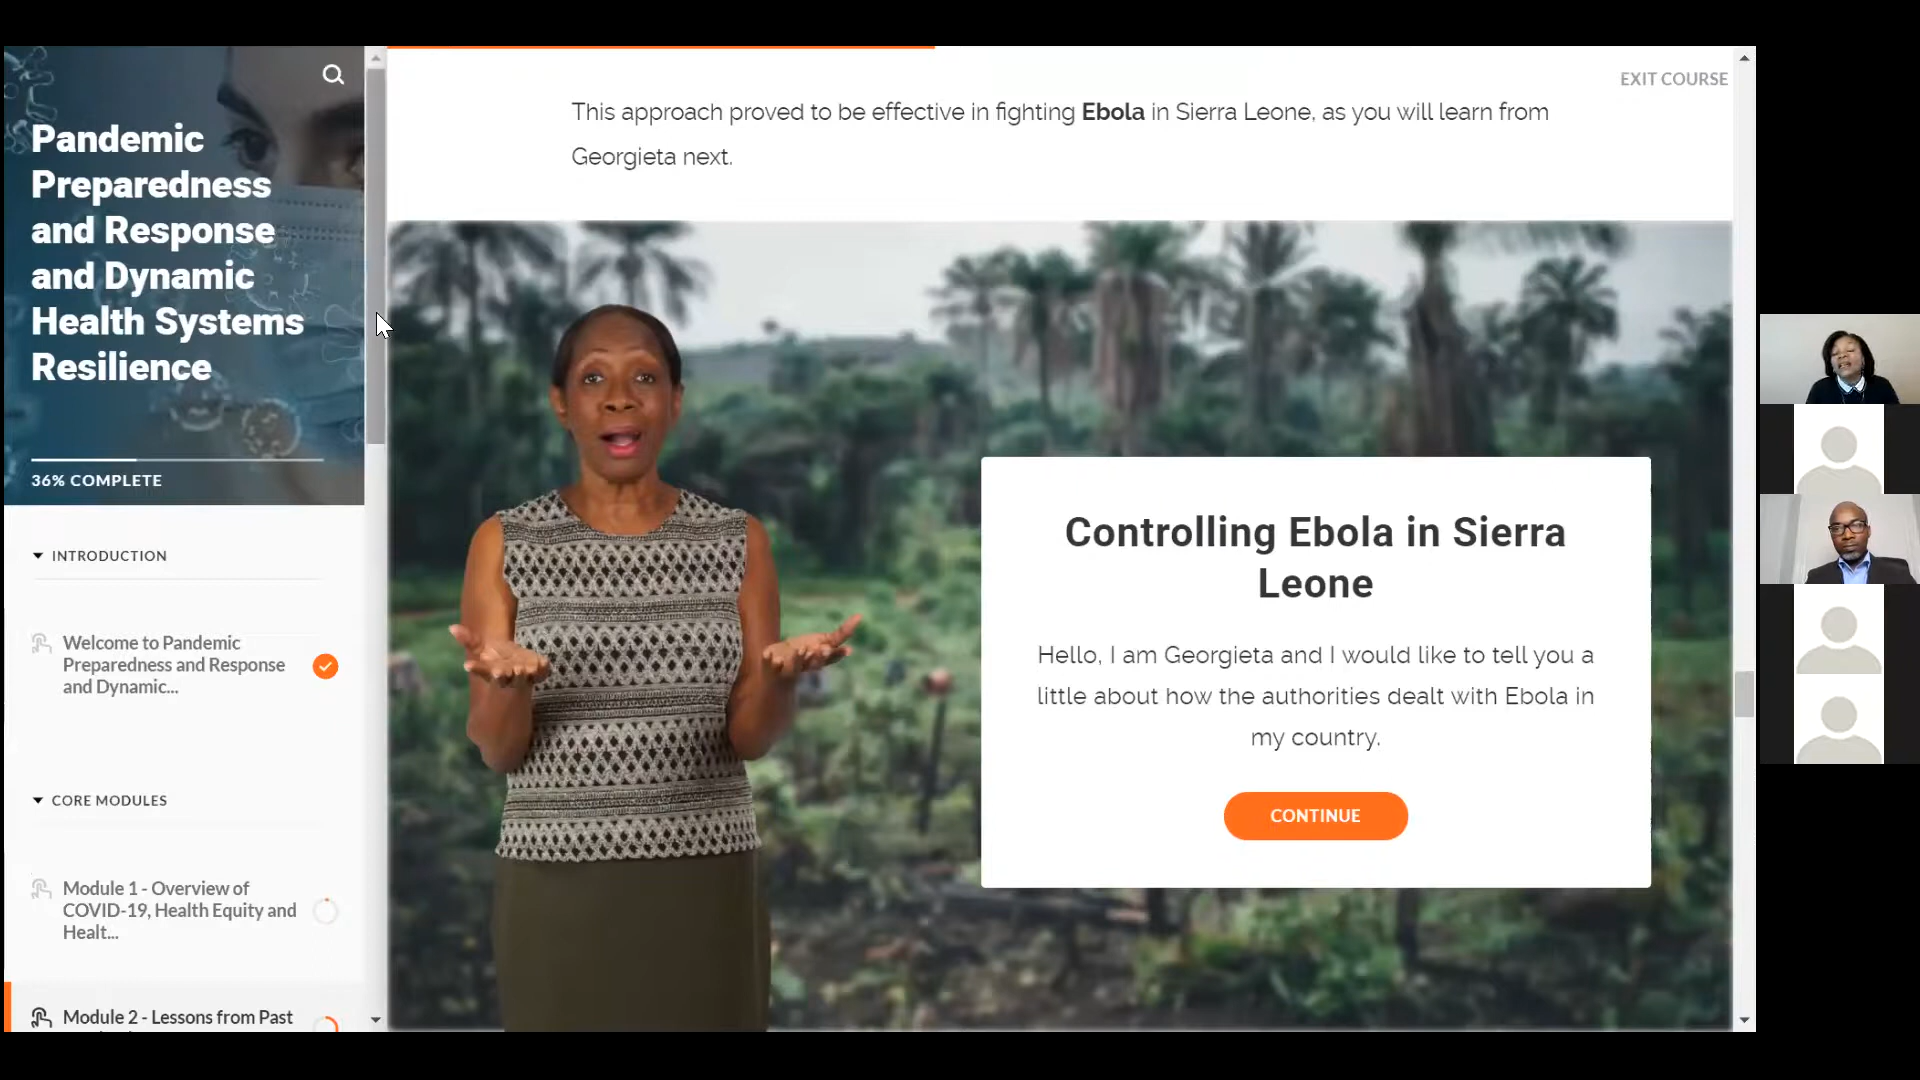 Pandemic
Preparedness
and Response
and Dynamic
Health Systems
Resilience
36% COMPLETE
INTRODUCTION
Welcome to Pandemic
Preparedness and Response
and Dynamic...
CORE MODULES
Module 1 - Overview of
COVID-19, Health Equity and
Healt...
Module 2 - Lessons from Past
EXIT COURSE
This approach proved to be effective in fighting Ebola in Sierra Leone, as you will learn from
Georgieta next.
Controlling Ebola in Sierra
Leone
Hello, I am Georgieta and I would like to tell you a
little about how the authorities dealt with Ebola in
my country.
CONTINUE